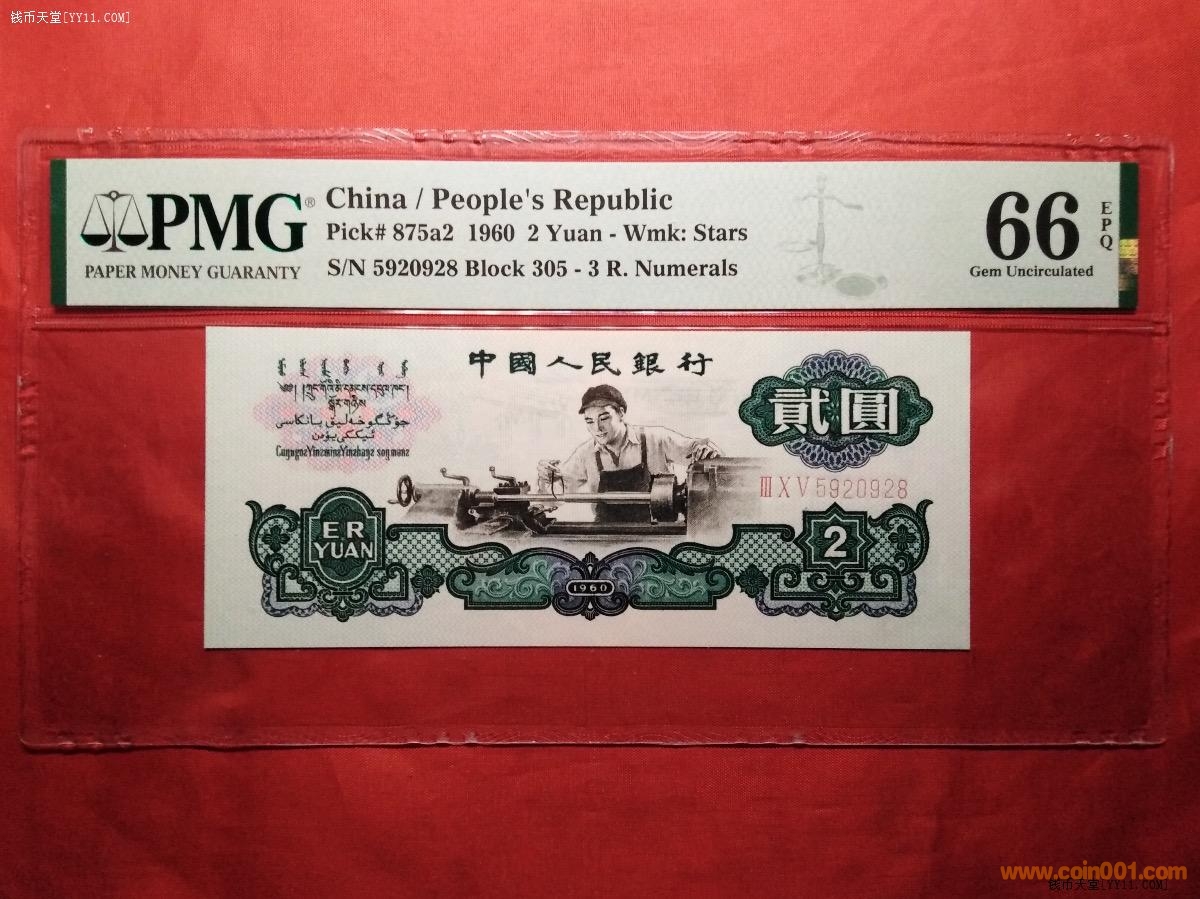 钱币天堂[YY11.COM]
PMG®
PAPER MONEY GUARANTY
China / People's Republic
Pick# 875a2 1960 2 Yuan - Wmk: Stars
S/N 5920928 Block 305 - 3 R. Numerals
66
EPQ
Gem Uncirculated
中國人民銀行
貳圓
ⅢⅩⅤ5920928
ER
YUAN
2
1960
www.coin001.com
钱币天堂[YY11.COM]